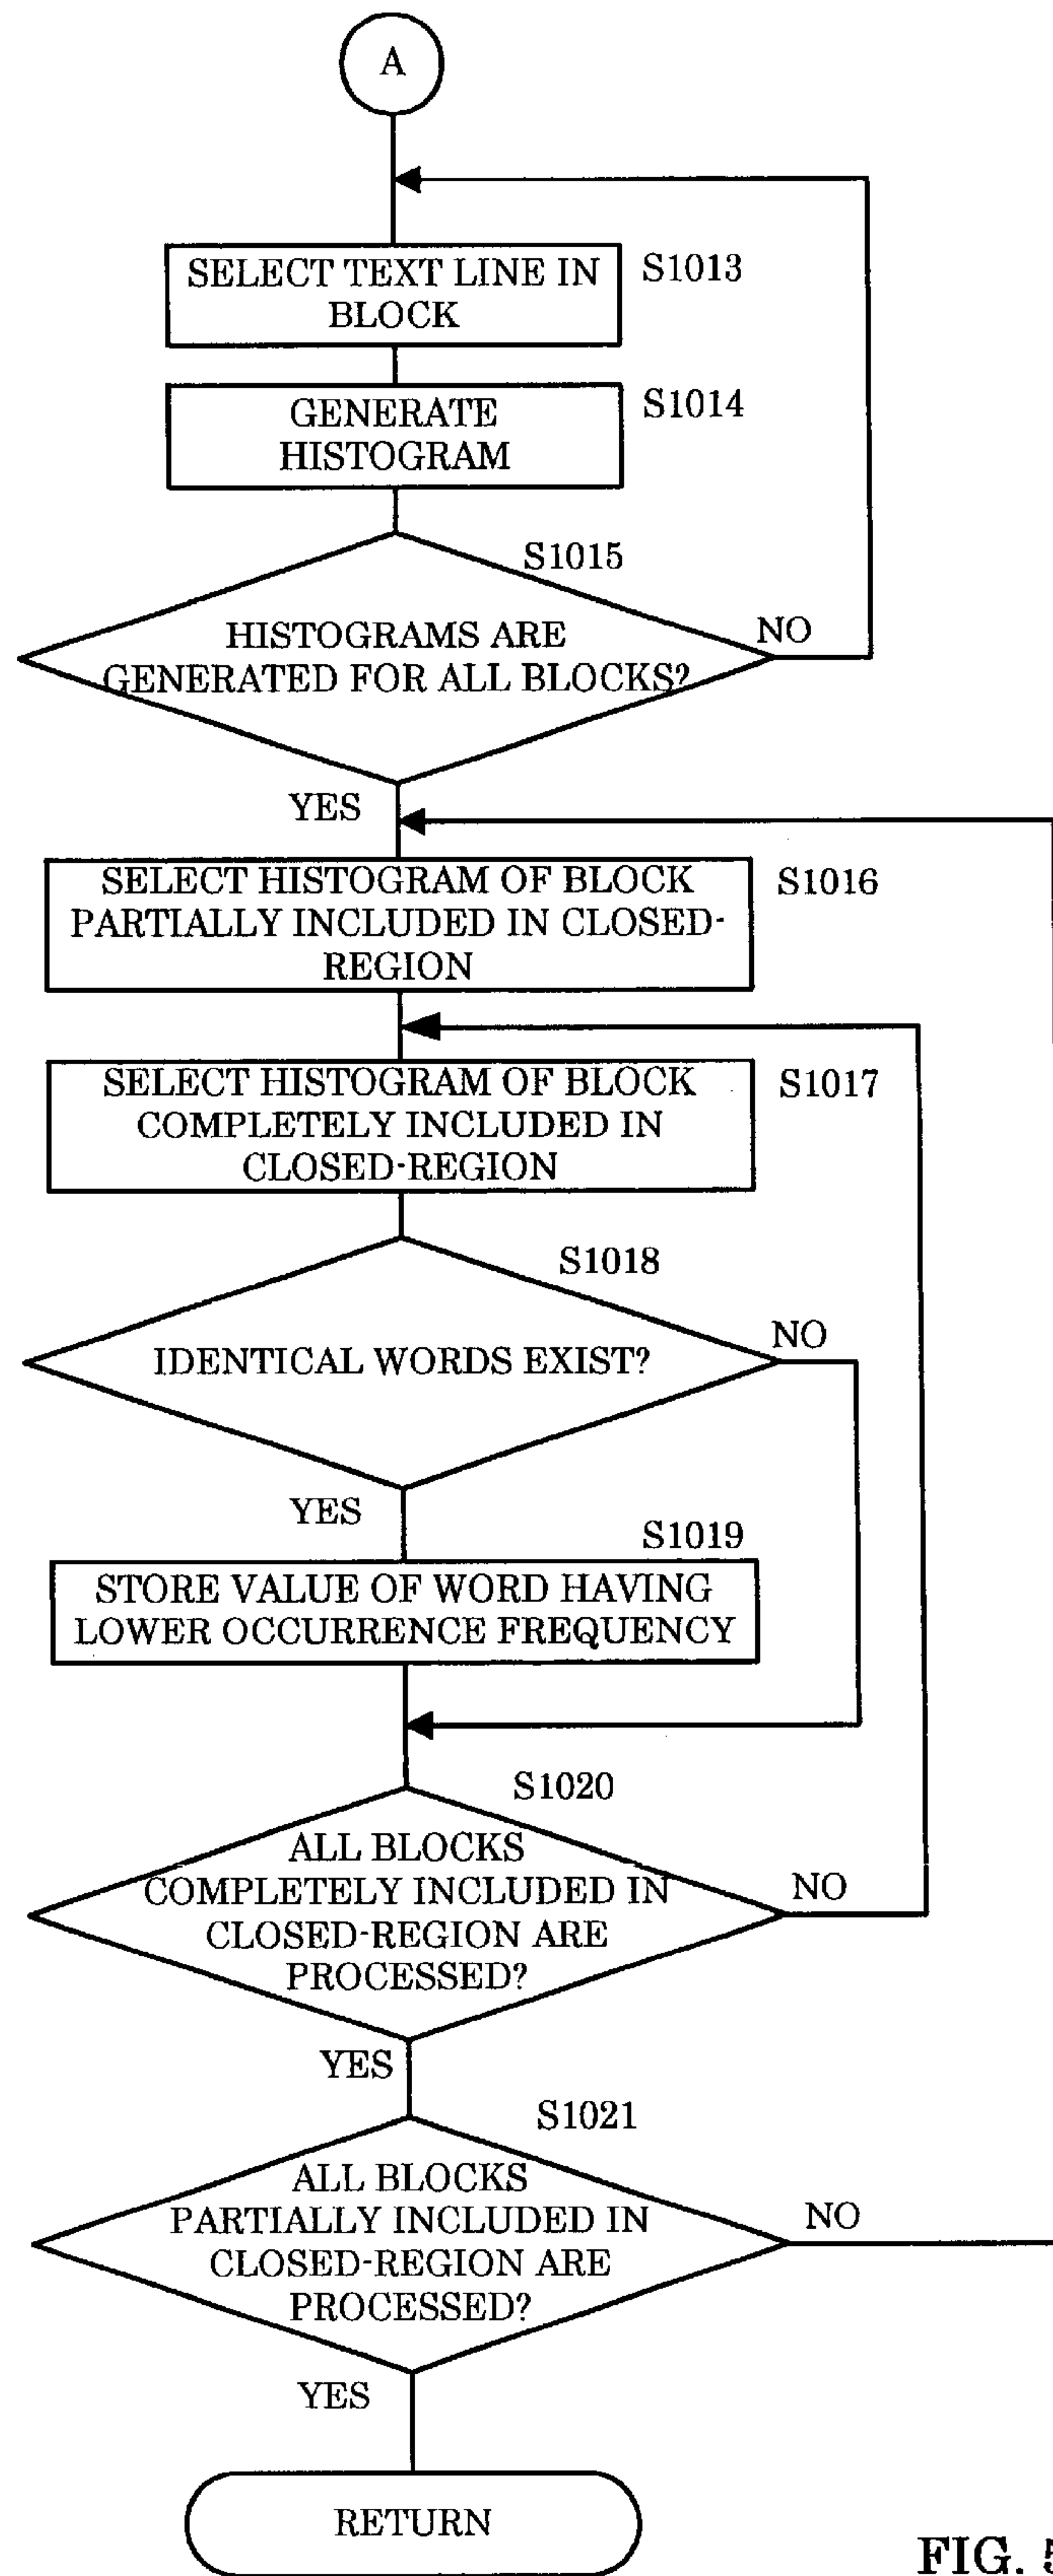 A
SELECT TEXT LINE IN
BLOCK
S1013
GENERATE
HISTOGRAM
S1014
S1015
HISTOGRAMS ARE
GENERATED FOR ALL BLOCKS?
NO
YES
SELECT HISTOGRAM OF BLOCK
PARTIALLY INCLUDED IN CLOSED-
REGION
S1016
SELECT HISTOGRAM OF BLOCK
COMPLETELY INCLUDED IN
CLOSED-REGION
S1017
S1018
IDENTICAL WORDS EXIST?
NO
YES
S1019
STORE VALUE OF WORD HAVING
LOWER OCCURRENCE FREQUENCY
S1020
ALL BLOCKS
COMPLETELY INCLUDED IN
CLOSED-REGION ARE
PROCESSED?
NO
YES
S1021
ALL BLOCKS
PARTIALLY INCLUDED IN
CLOSED-REGION ARE
PROCESSED?
NO
YES
RETURN
FIG. 5